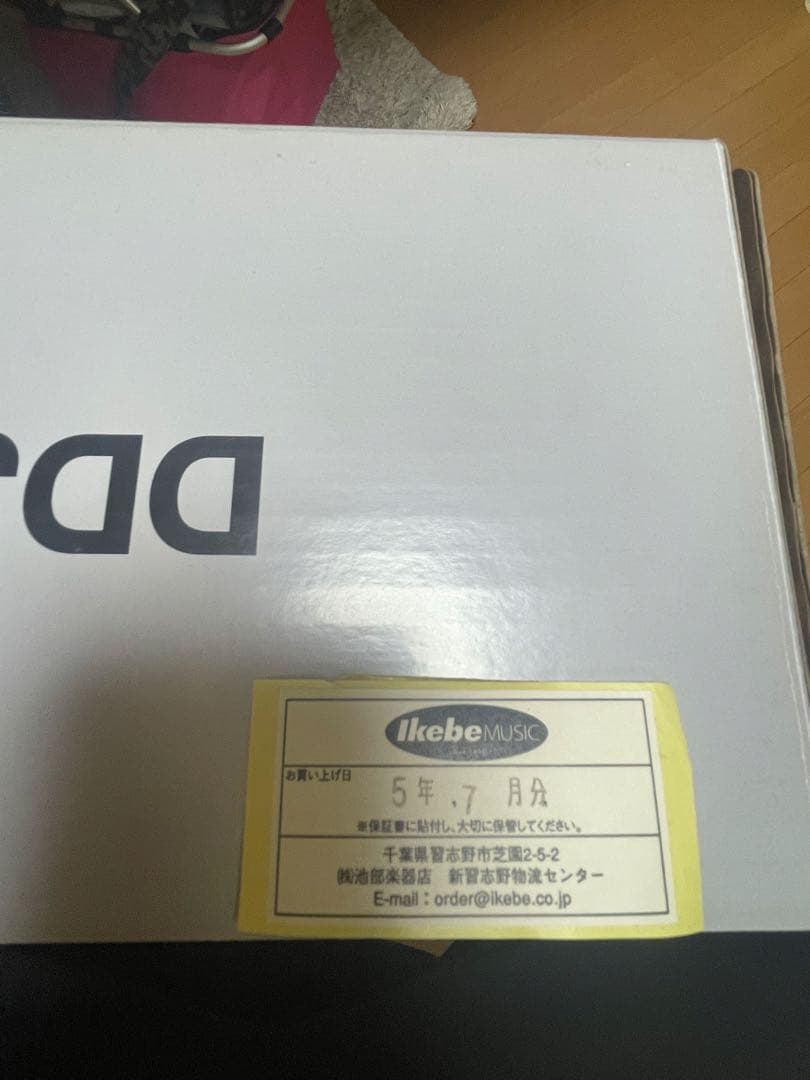 DD
Ikebe MUSIC
お買い上げ日
5年.7月分
※保証書に貼付し、大切に保管してください。
千葉県習志野市芝園2-5-2
㈱池部楽器店 新習志野物流センター
E-mail：order@ikebe.co.jp